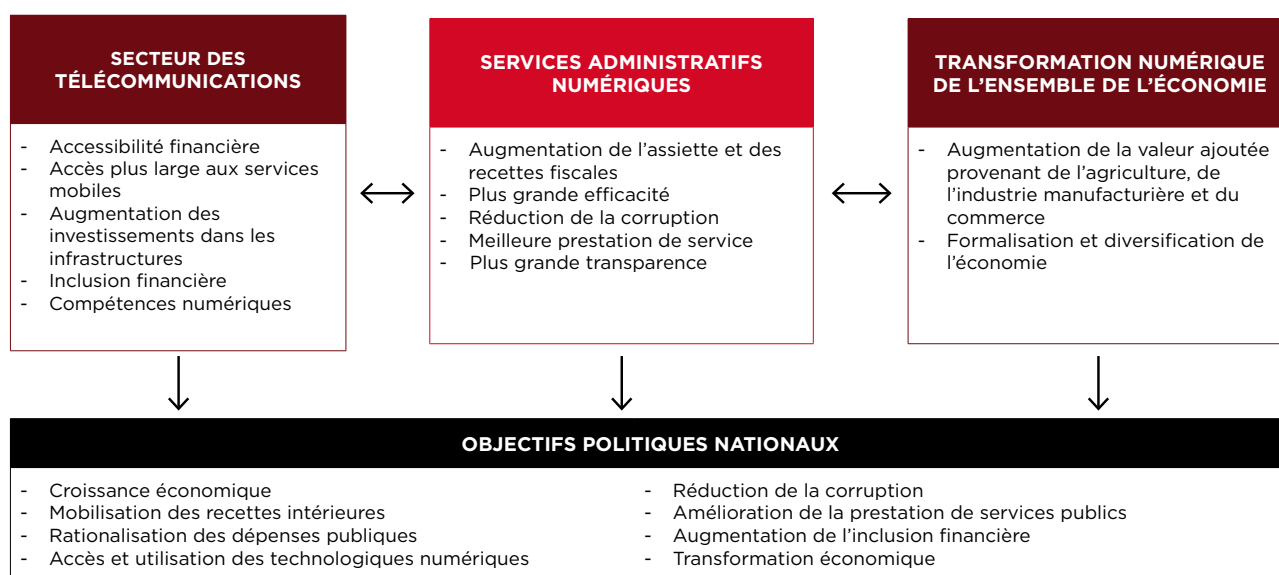 SECTEUR DES
TÉLÉCOMMUNICATIONS
- Accessibilité financière
- Accès plus large aux services
mobiles
- Augmentation des
investissements dans les
infrastructures
- Inclusion financière
- Compétences numériques
SERVICES ADMINISTRATIFS
NUMÉRIQUES
- Augmentation de l'assiette et des
recettes fiscales
- Plus grande efficacité
- Réduction de la corruption
- Meilleure prestation de service
- Plus grande transparence
TRANSFORMATION NUMÉRIQUE
DE L'ENSEMBLE DE L'ÉCONOMIE
- Augmentation de la valeur ajoutée
provenant de l'agriculture, de
l'industrie manufacturière et du
commerce
- Formalisation et diversification de
l'économie
OBJECTIFS POLITIQUES NATIONAUX
- Croissance économique
- Mobilisation des recettes intérieures
- Rationalisation des dépenses publiques
- Accès et utilisation des technologiques numériques
- Réduction de la corruption
- Amélioration de la prestation de services publics
- Augmentation de l'inclusion financière
- Transformation économique